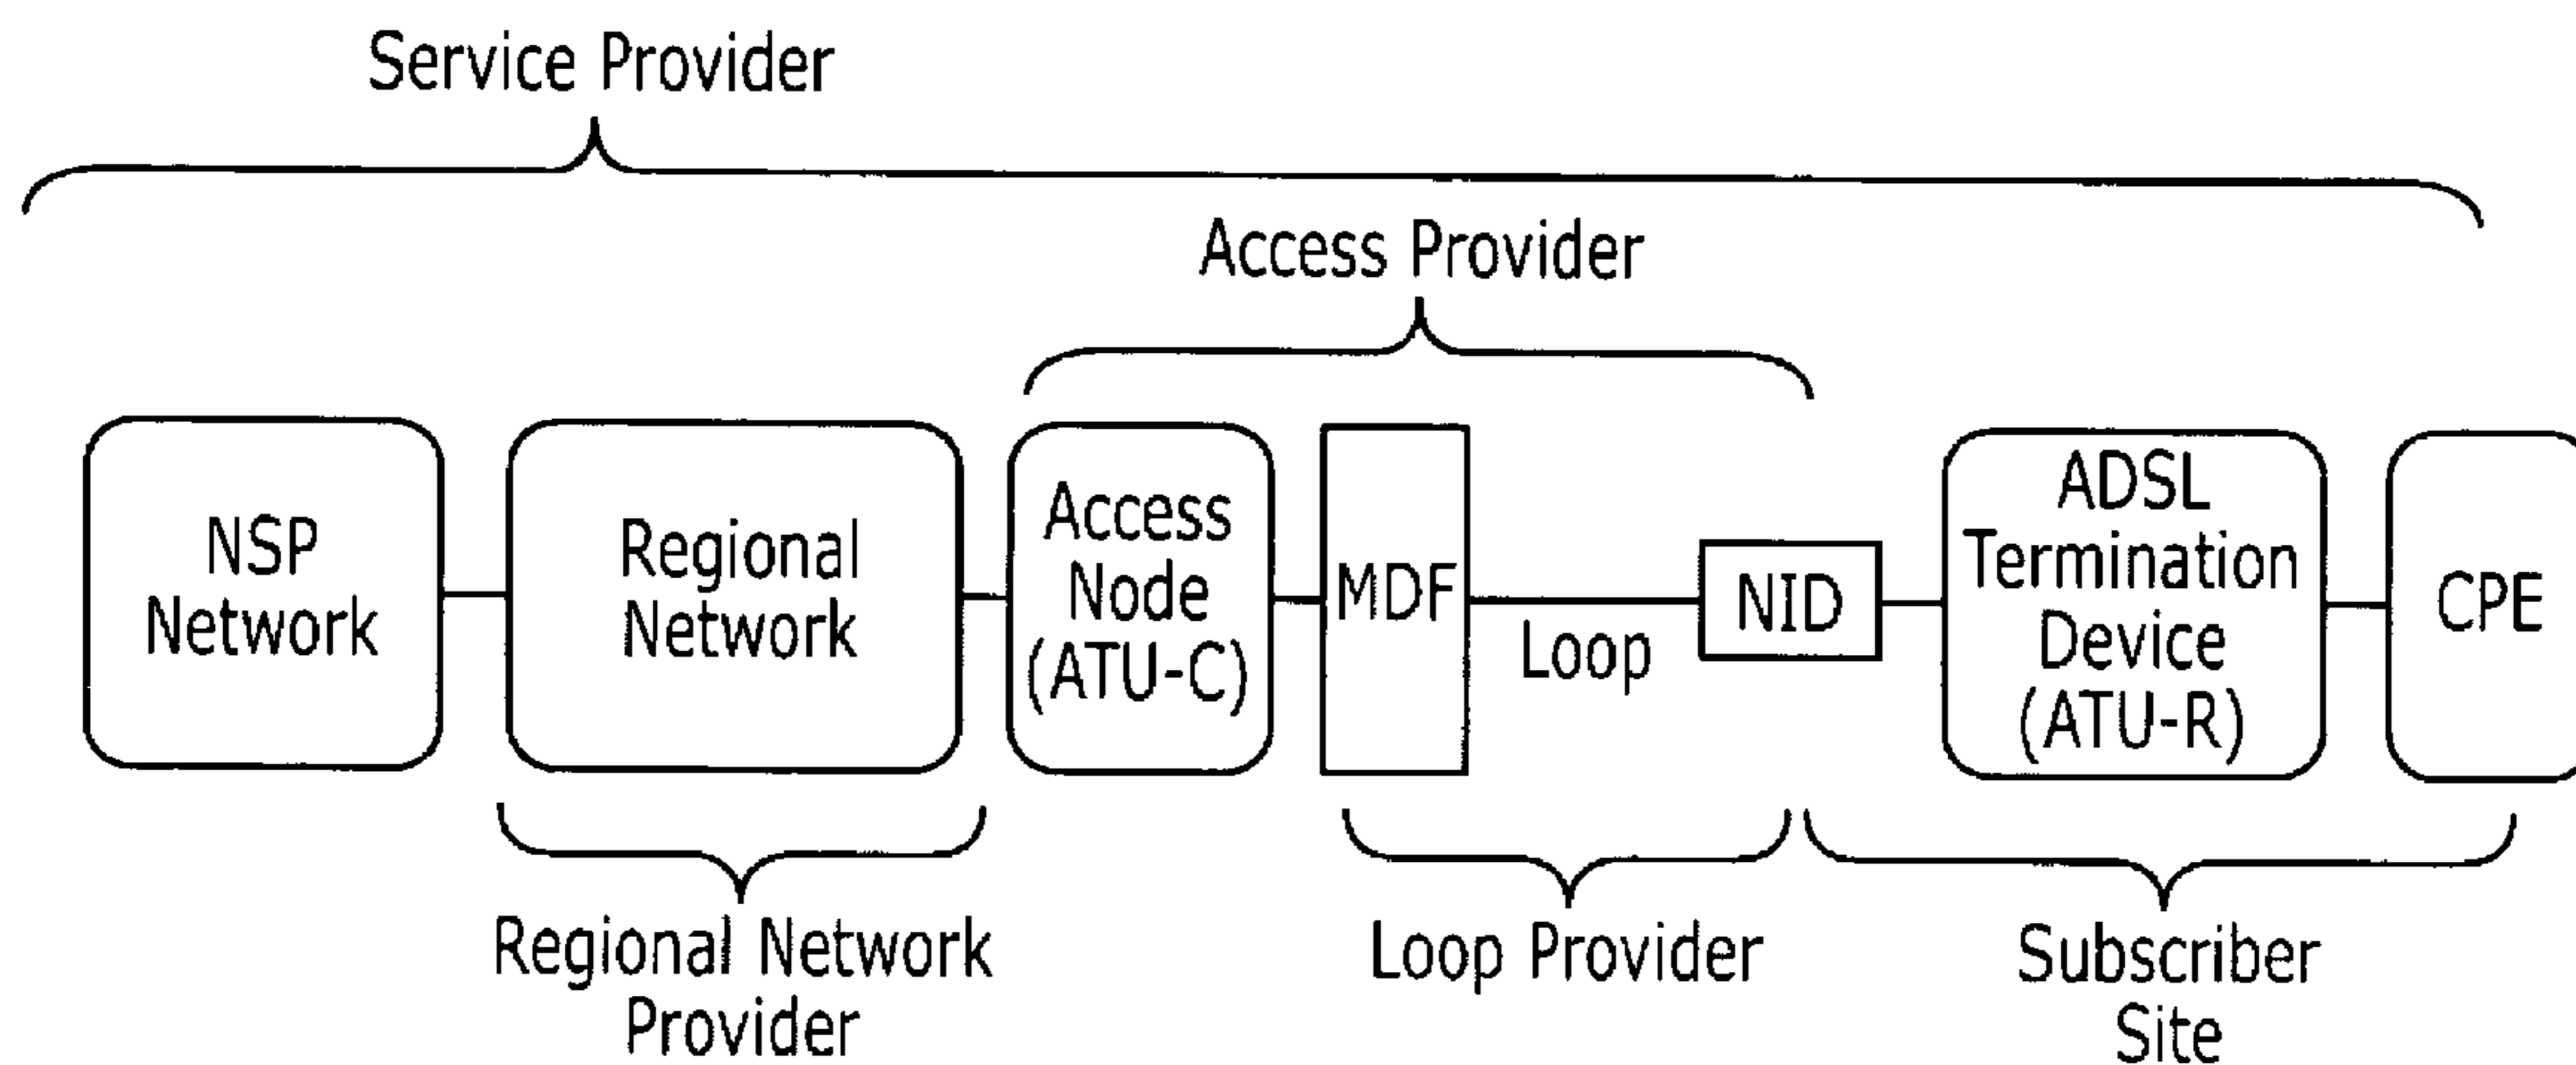 Service Provider
Access Provider
NSP
Network
Regional
Network
Access
Node
(ATU-C)
MDF
Loop
NID
ADSL
Termination
Device
(ATU-R)
CPE
Regional Network
Provider
Loop Provider
Subscriber
Site